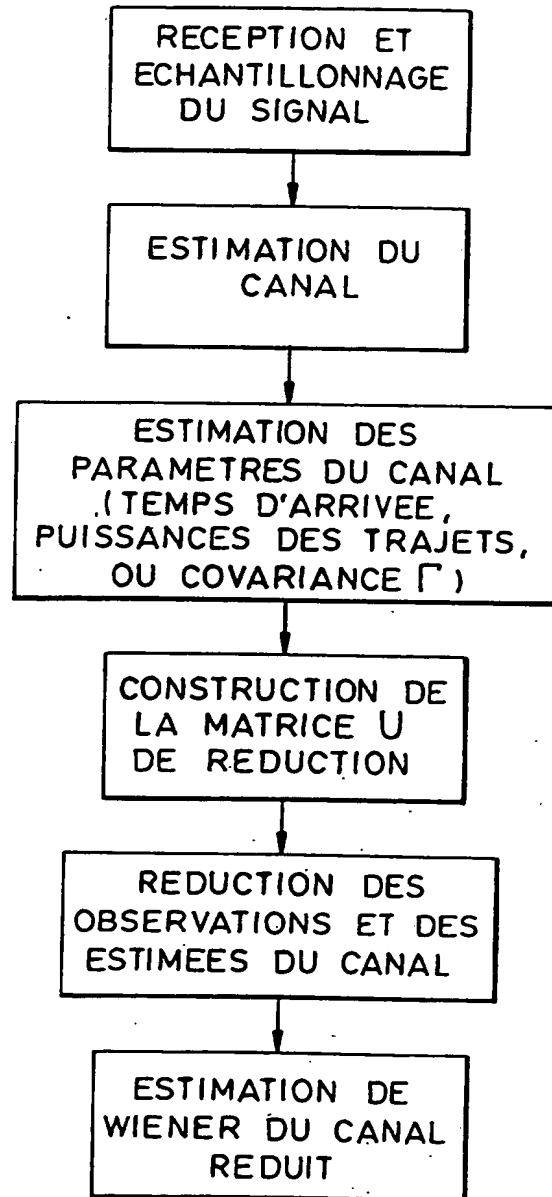 RECEPTION ET
ECHANTILLONNAGE
DU SIGNAL
ESTIMATION DU
CANAL
ESTIMATION DES
PARAMETRES DU CANAL
(TEMPS D'ARRIVEE,
PUISSANCES DES TRAJETS,
OU COVARIANCE Γ)
CONSTRUCTION DE
LA MATRICE U
DE REDUCTION
REDUCTION DES
OBSERVATIONS ET DES
ESTIMEES DU CANAL
ESTIMATION DE
WIENER DU CANAL
REDUIT